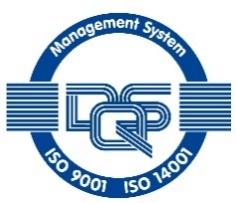 Management System
DQS
ISO 9001 ISO 14001